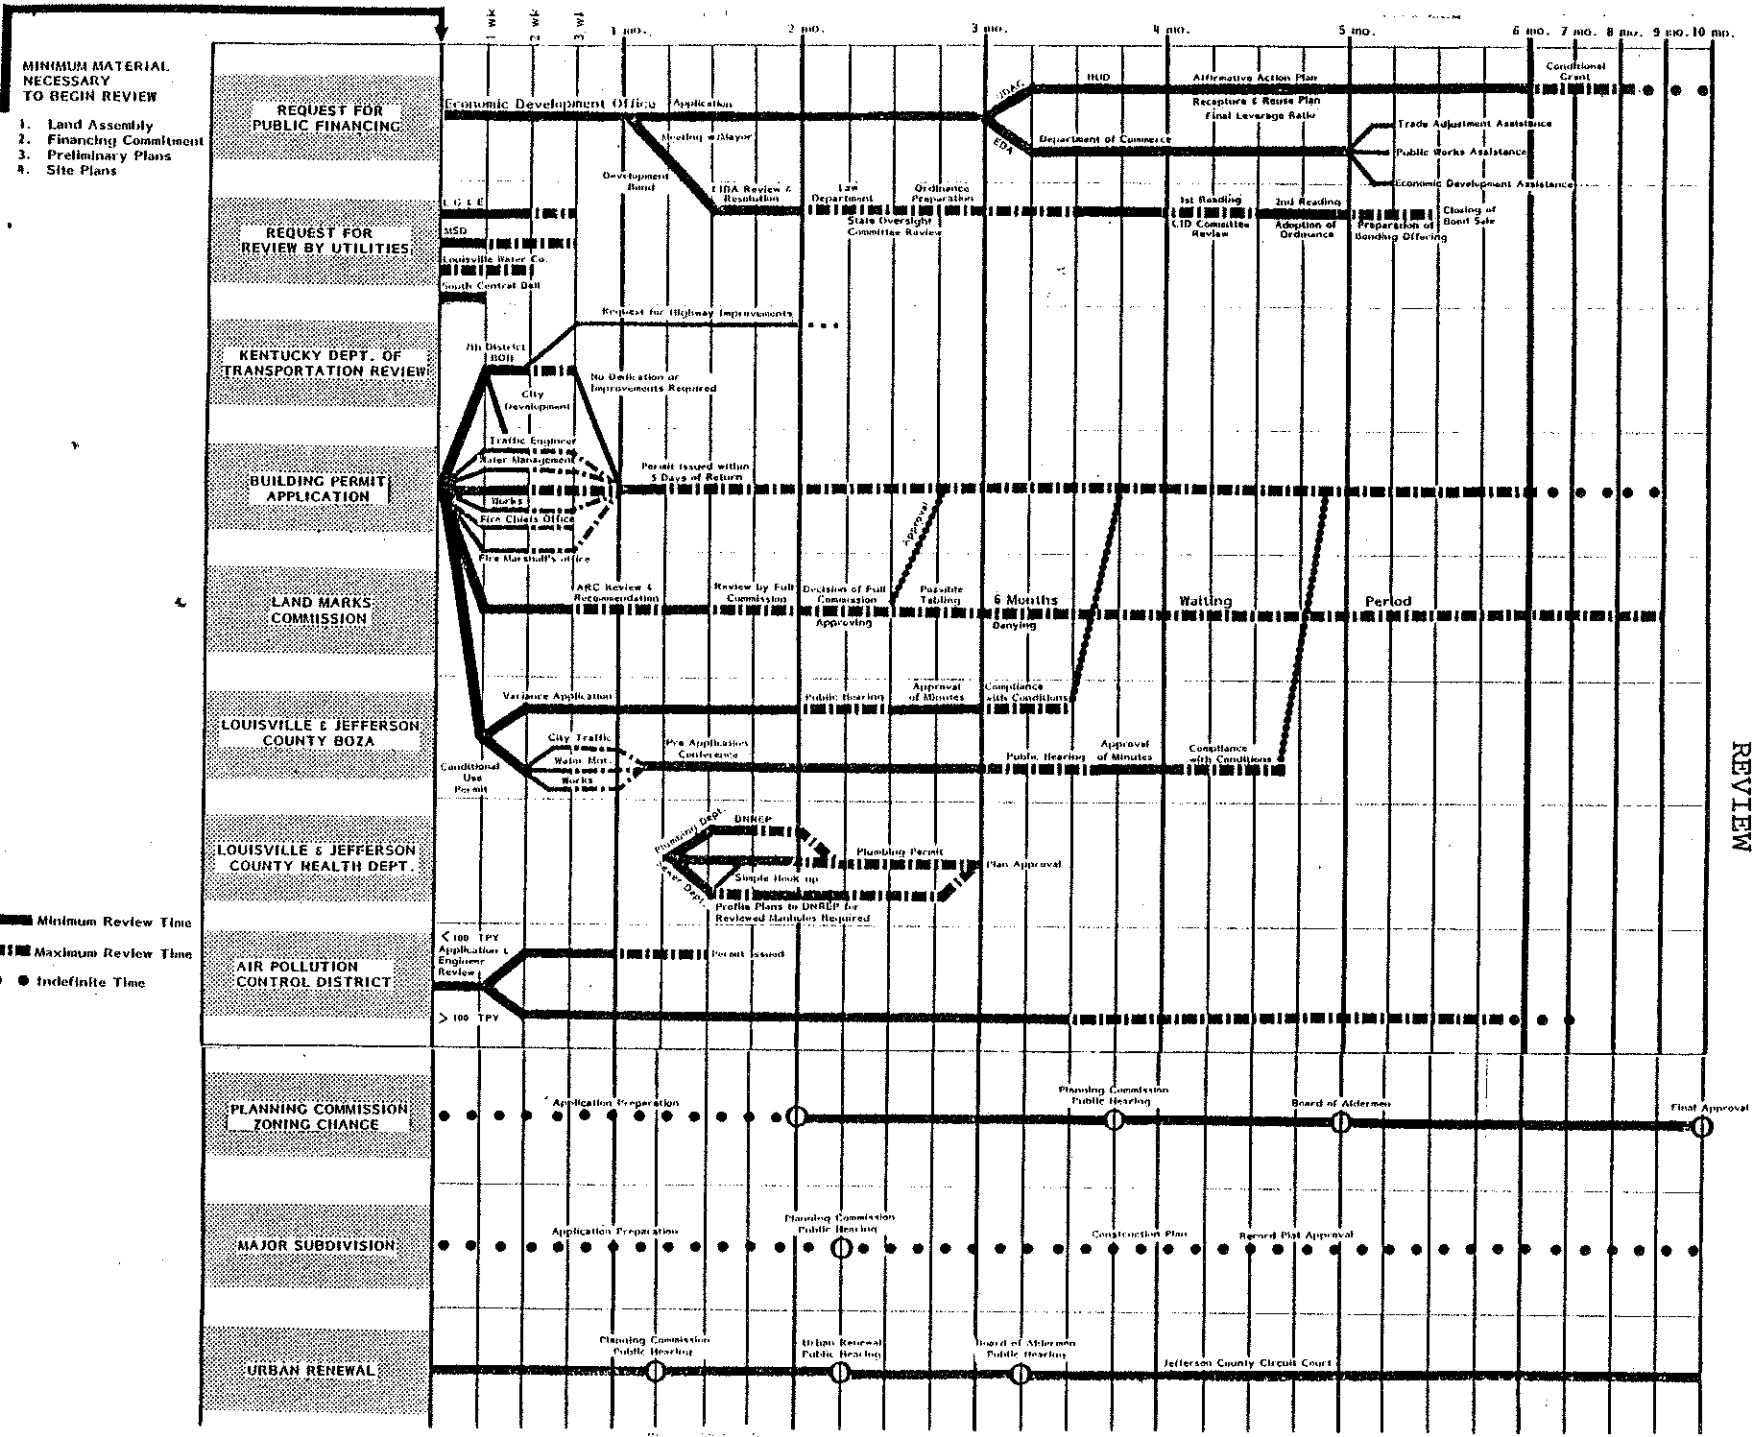 1 wk
2 wk
3 wk
1 mo.
2 mo.
3 mo.
4 mo.
5 mo.
6 mo. 7 mo. 8 mo. 9 mo. 10 mo.
MINIMUM MATERIAL
NECESSARY
TO BEGIN REVIEW
1. Land Assembly
2. Financing Commitment
3. Preliminary Plans
4. Site Plans
REQUEST FOR
PUBLIC FINANCING
Economic Development Office
Application
Meeting w/Mayor
Development
Bond
UDAG
EDA
HUD
Affirmative Action Plan
Recapture & Reuse Plan
Final Leverage Ratio
Conditional
Grant
Department of Commerce
Trade Adjustment Assistance
Public Works Assistance
Economic Development Assistance
Review &
Resolution
Law
Department
Ordinance
Preparation
State Oversight
Committee Review
1st Reading
CID Committee
Review
2nd Reading
Adoption of
Ordinance
Preparation of
Bonding Offering
Closing of
Bond Sale
REQUEST FOR
REVIEW BY UTILITIES
L G & E
MSD
Louisville Water Co.
South Central Bell
KENTUCKY DEPT. OF
TRANSPORTATION REVIEW
Request for Highway Improvements
7th District
BOH
No Dedication or
Improvements Required
City
Development
BUILDING PERMIT
APPLICATION
Traffic Engineer
Water Management
Works
Fire Chiefs Office
Fire Marshall's office
Permit Issued within
5 Days of Return
Approval
LAND MARKS
COMMISSION
ARC Review &
Recommendation
Review by Full
Commission
Decision of Full
Commission
Approving
Possible
Tabling
6 Months
Denying
Waiting
Period
LOUISVILLE & JEFFERSON
COUNTY BOZA
Variance Application
Public Hearing
Approval
of Minutes
Compliance
with Conditions
Conditional
Use
Permit
City Traffic
Water Mgt.
Works
Pre Application
Conference
Public Hearing
Approval
of Minutes
Compliance
with Conditions
REVIEW
LOUISVILLE & JEFFERSON
COUNTY HEALTH DEPT.
Plumbing Dept.
Sewer Dept.
DNREP
Plumbing Permit
Plan Approval
Simple Hook up
Profile Plans to DNREP for
Reviewed Manholes Required
Minimum Review Time
Maximum Review Time
Indefinite Time
AIR POLLUTION
CONTROL DISTRICT
< 100 TPY
Application &
Engineer
Review
Permit Issued
> 100 TPY
PLANNING COMMISSION
ZONING CHANGE
Application Preparation
Planning Commission
Public Hearing
Board of Aldermen
Final Approval
MAJOR SUBDIVISION
Application Preparation
Planning Commission
Public Hearing
Construction Plan
Record Plat Approval
URBAN RENEWAL
Planning Commission
Public Hearing
Urban Renewal
Public Hearing
Board of Aldermen
Public Hearing
Jefferson County Circuit Court